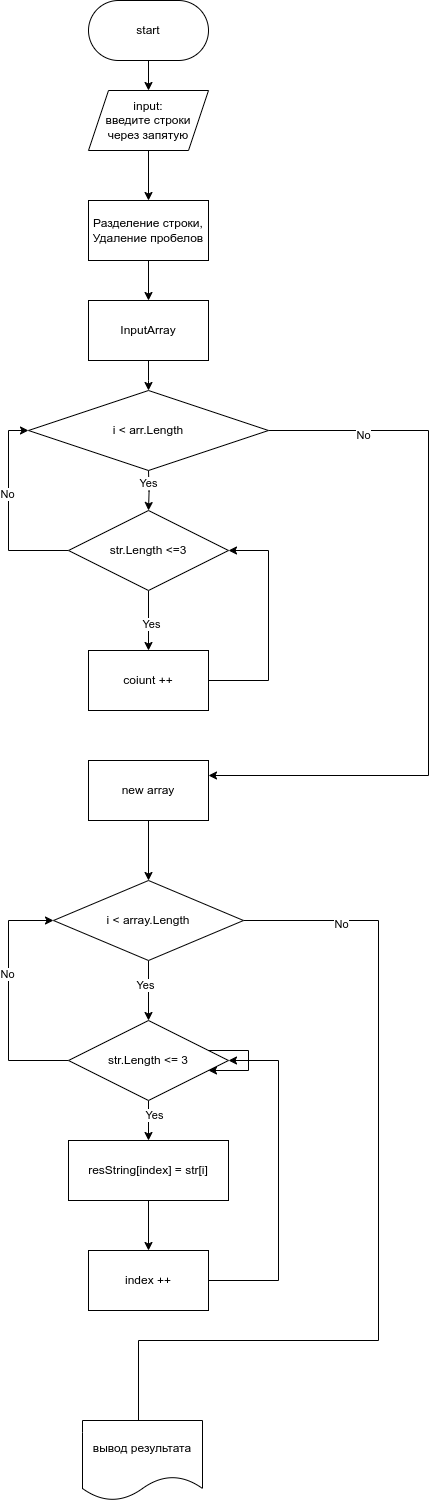 start
input:
введите строки
через запятую
Разделение строки,
Удаление пробелов
InputArray
i < arr.Length
No
Yes
No
str.Length <=3
Yes
coiunt ++
new array
i < array.Length
No
No
Yes
str.Length <= 3
Yes
resString[index] = str[i]
index ++
вывод результата